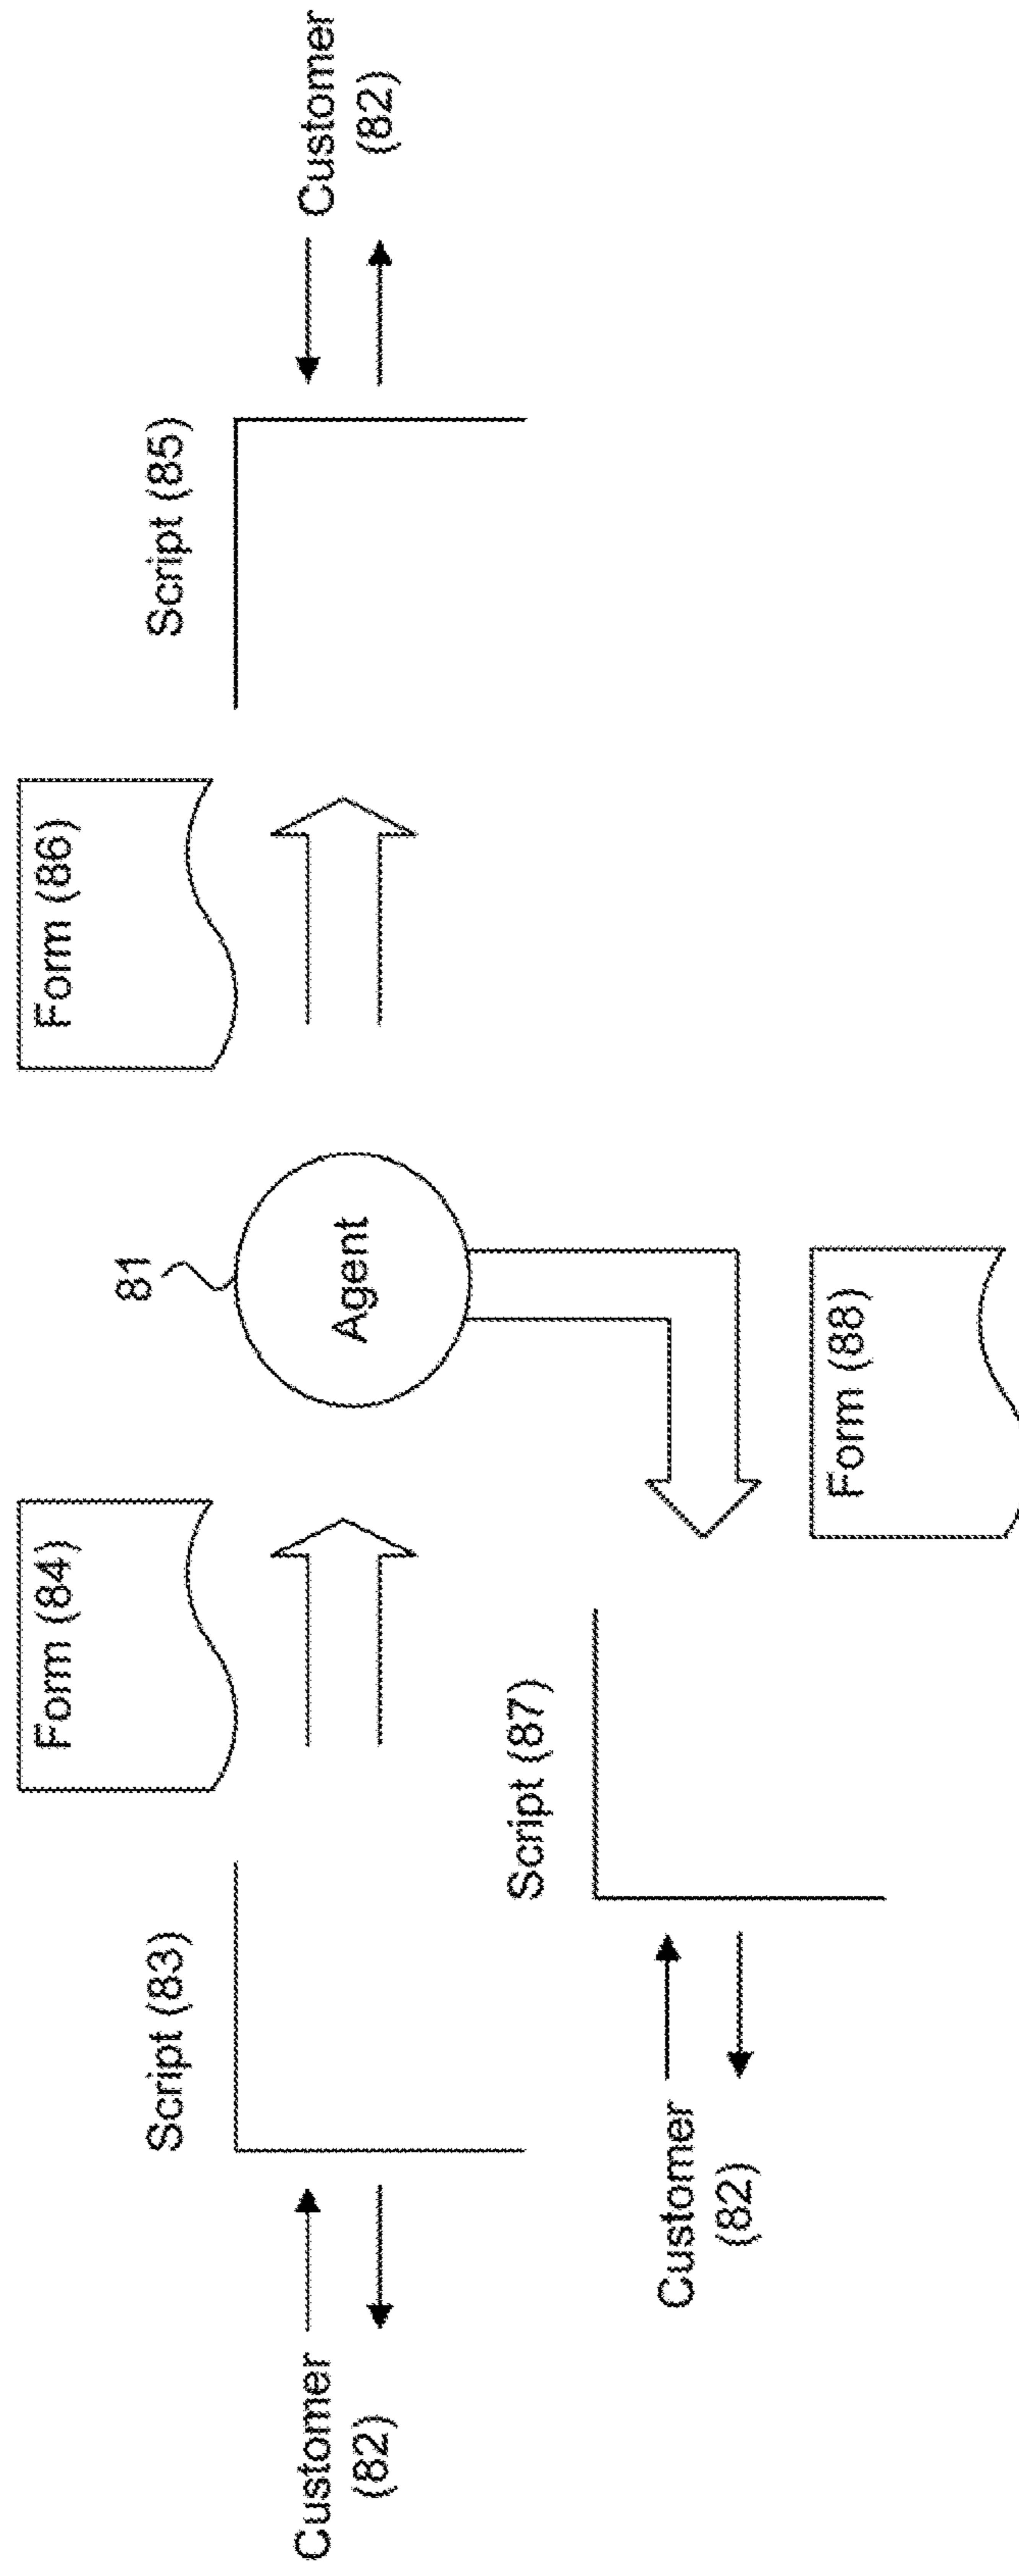 Form (84)
Form (86)
81
Script (83)
Script (85)
Customer
(82)
Agent
Customer
(82)
Script (87)
Customer
(82)
Form (88)